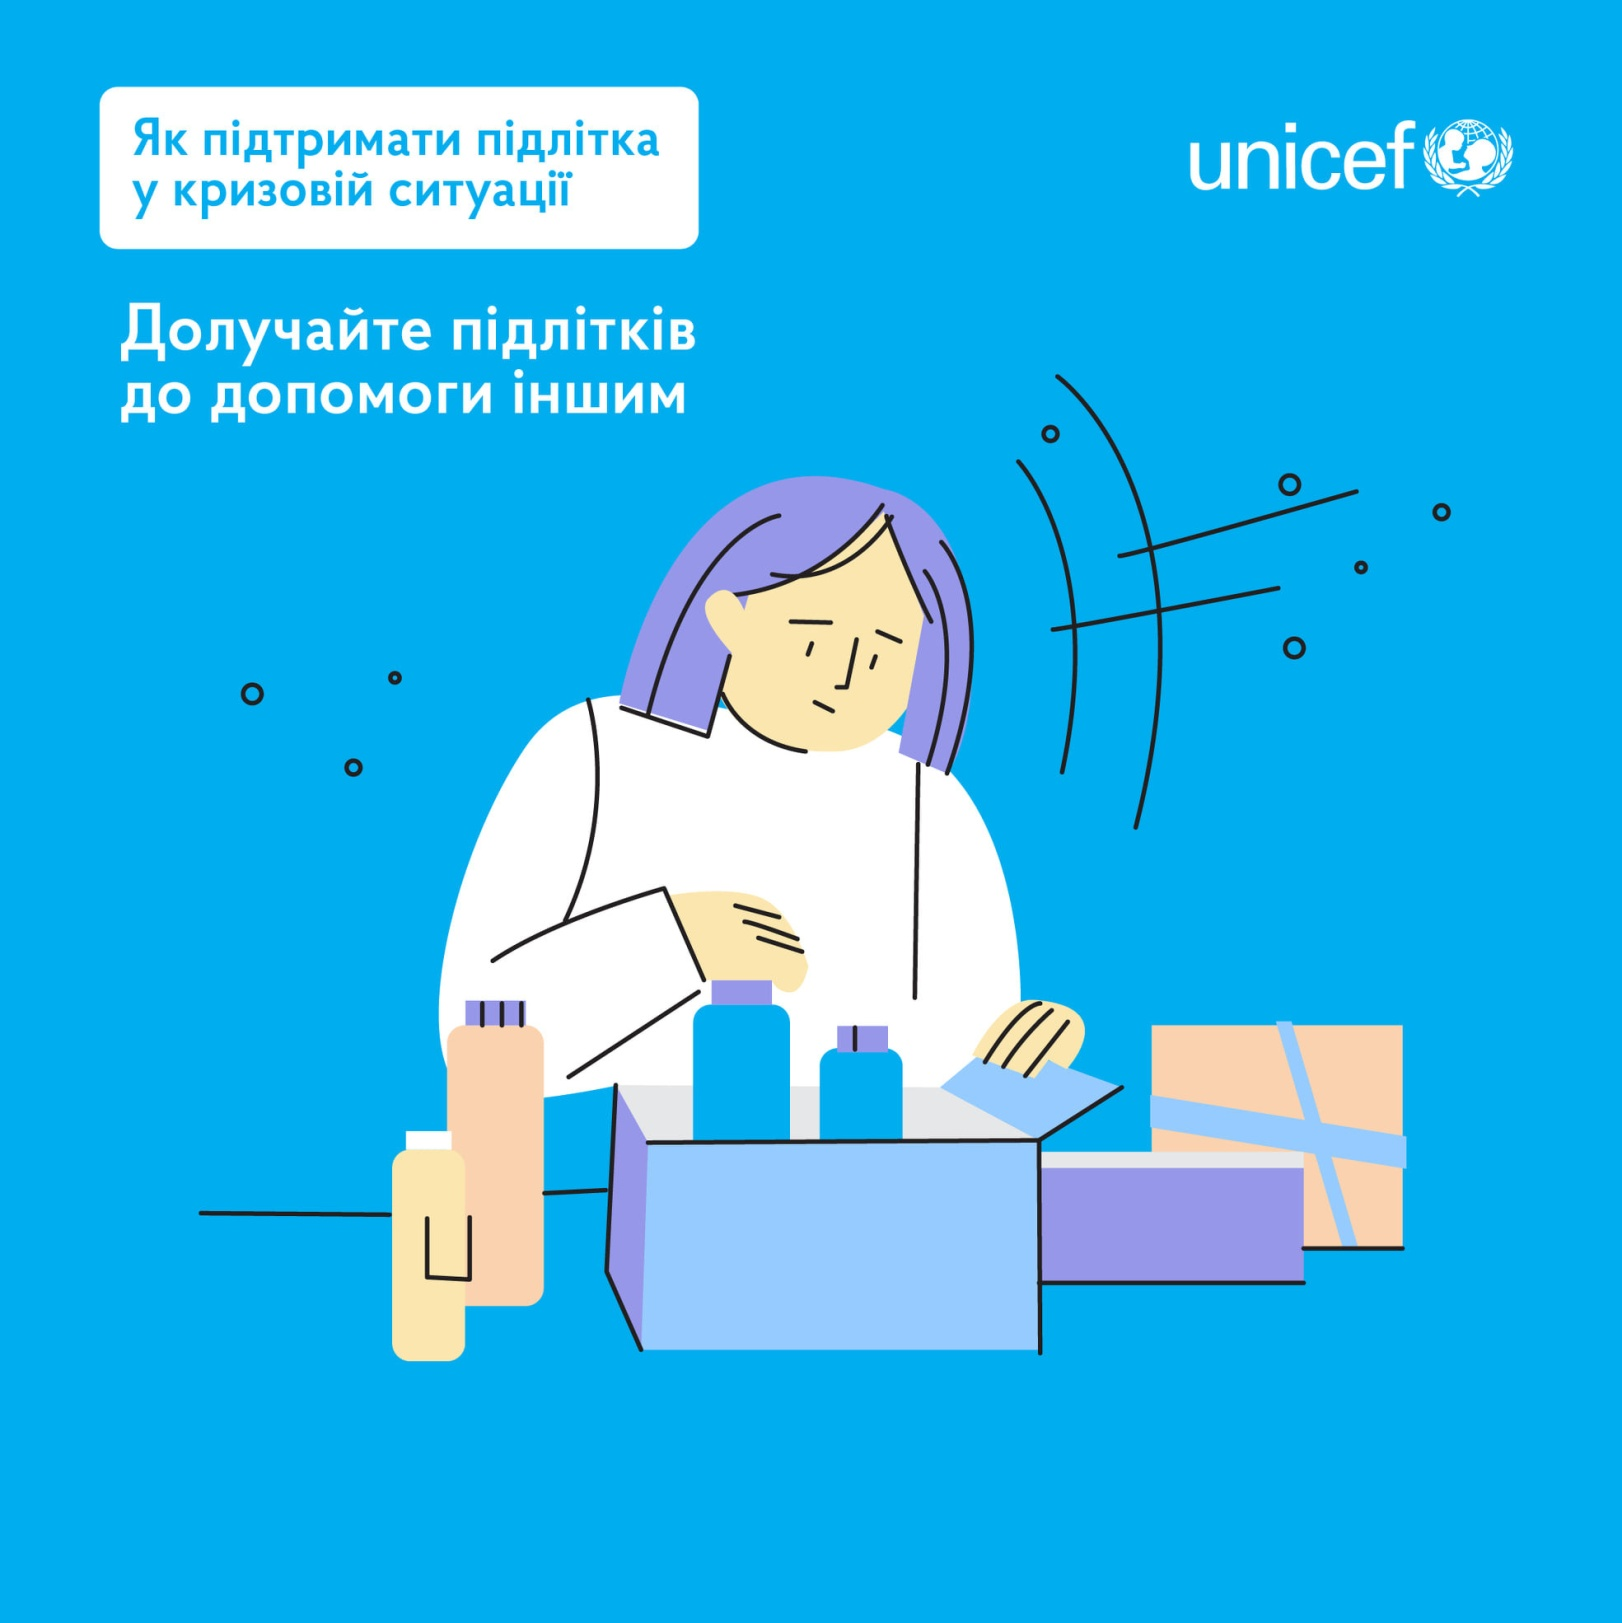 Як підтримати підлітка
у кризовій ситуації
unicef
Долучайте підлітків
до допомоги іншим